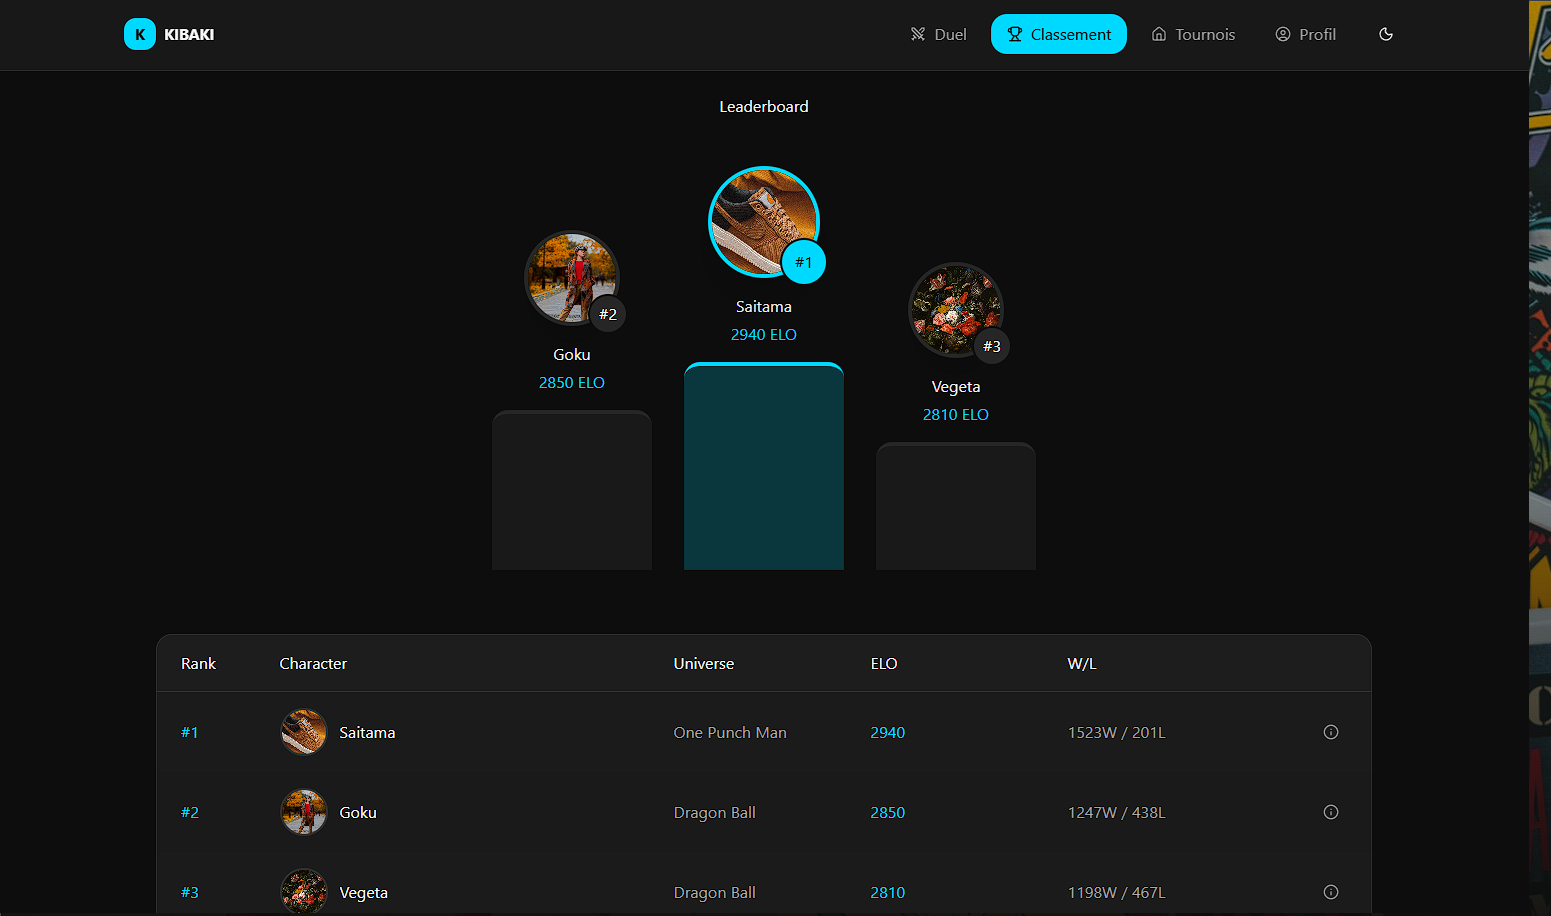 K KIBAKI Duel Classement Tournois Profil
Leaderboard
#1
Saitama
2940 ELO
#2
Goku
2850 ELO
#3
Vegeta
2810 ELO
Rank Character Universe ELO W/L
#1 Saitama One Punch Man 2940 1523W / 201L
#2 Goku Dragon Ball 2850 1247W / 438L
#3 Vegeta Dragon Ball 2810 1198W / 467L